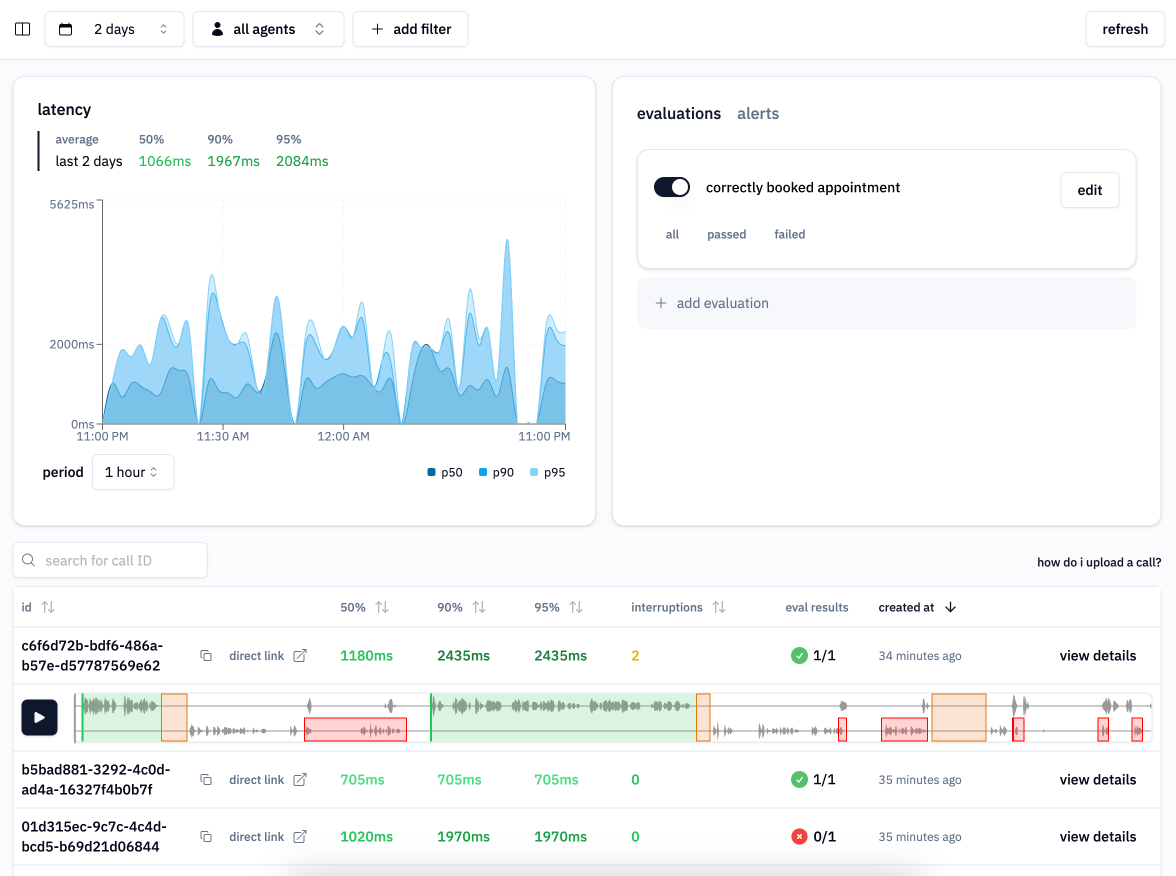 2 days
all agents
add filter
refresh
latency
average 50% 90% 95%
last 2 days 1066ms 1967ms 2084ms
5625ms
2000ms
0ms
11:00 PM 11:30 AM 12:00 AM 11:00 PM
period 1 hour
p50 p90 p95
evaluations alerts
correctly booked appointment
edit
all passed failed
add evaluation
search for call ID
how do i upload a call?
id 50% 90% 95% interruptions eval results created at
c6f6d72b-bdf6-486a-
b57e-d57787569e62
direct link 1180ms 2435ms 2435ms 2 1/1 34 minutes ago view details
b5bad881-3292-4c0d-
ad4a-16327f4b0b7f
direct link 705ms 705ms 705ms 0 1/1 35 minutes ago view details
01d315ec-9c7c-4c4d-
bcd5-b69d21d06844
direct link 1020ms 1970ms 1970ms 0 0/1 35 minutes ago view details